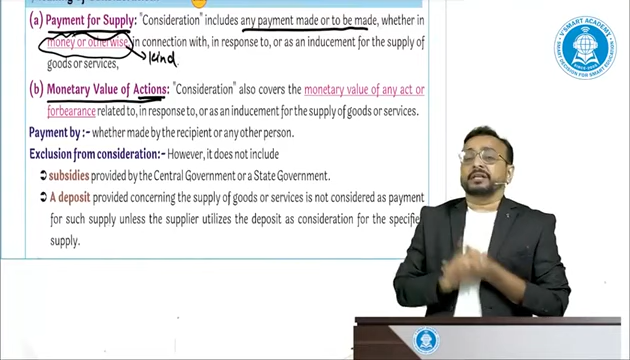 (a) Payment for Supply: "Consideration" includes any payment made or to be made, whether in
money or otherwise in connection with, in response to, or as an inducement for the supply of
goods or services,
kind
(b) Monetary Value of Actions: "Consideration" also covers the monetary value of any act or
forbearance related to, in response to, or as an inducement for the supply of goods or services.
Payment by:- whether made by the recipient or any other person.
Exclusion from consideration:- However, it does not include
➲ subsidies provided by the Central Government or a State Government.
➲ A deposit provided concerning the supply of goods or services is not considered as payment
for such supply unless the supplier utilizes the deposit as consideration for the specifie
supply.
V'SMART ACADEMY